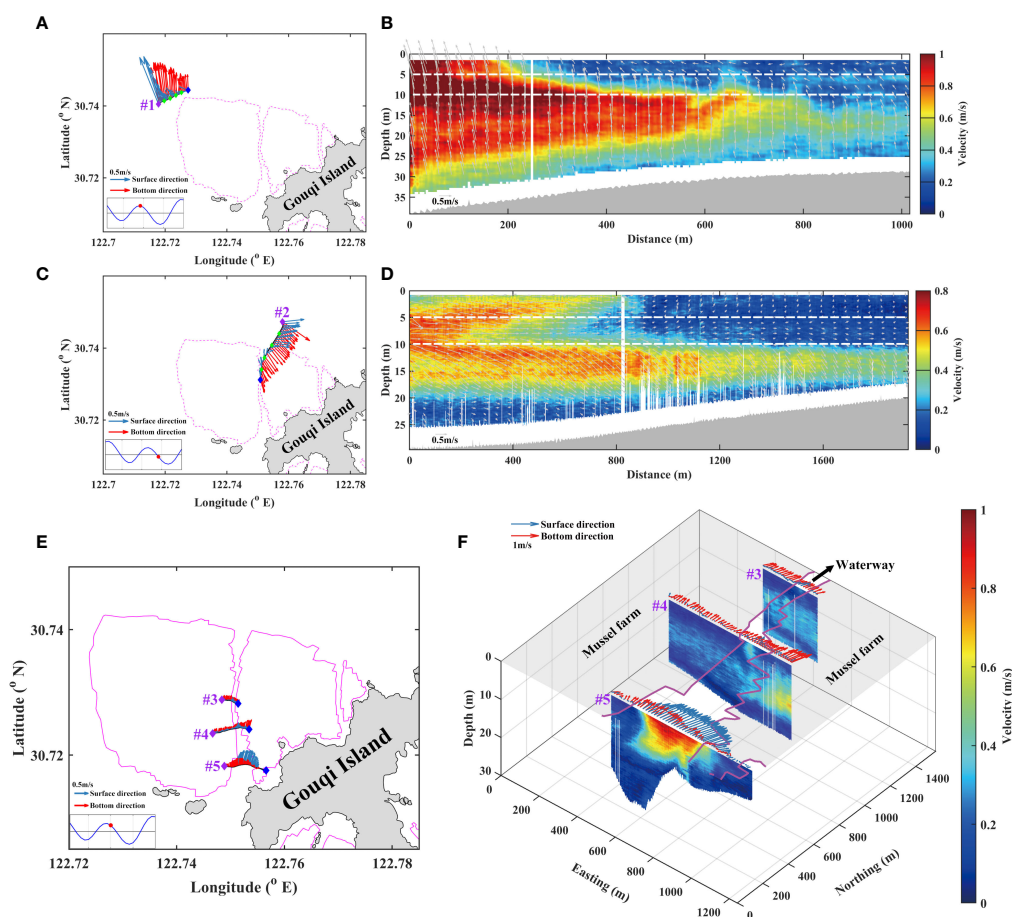 A
30.74
30.72
Latitude (° N)
#1
0.5m/s
Surface direction
Bottom direction
Gouqi Island
122.7
122.72
122.74
122.76
122.78
Longitude (° E)
B
0
5
10
15
20
25
30
35
Depth (m)
0.5m/s
0
200
400
600
800
1000
Distance (m)
1
0.8
0.6
0.4
0.2
0
Velocity (m/s)
C
30.74
30.72
Latitude (° N)
#2
0.5m/s
Surface direction
Bottom direction
Gouqi Island
122.7
122.72
122.74
122.76
122.78
Longitude (° E)
D
0
5
10
15
20
25
Depth (m)
0.5m/s
0
400
800
1200
1600
Distance (m)
0.8
0.7
0.6
0.5
0.4
0.3
0.2
0.1
0
Velocity (m/s)
E
30.74
30.72
Latitude (° N)
#3
#4
#5
0.5m/s
Surface direction
Bottom direction
Gouqi Island
122.72
122.74
122.76
122.78
Longitude (° E)
F
Surface direction
Bottom direction
1m/s
Waterway
#3
#4
#5
Mussel farm
Mussel farm
0
10
20
30
Depth (m)
0
200
400
600
800
1000
1200
Easting (m)
0
200
400
600
800
1000
1200
1400
Northing (m)
1
0.8
0.6
0.4
0.2
0
Velocity (m/s)